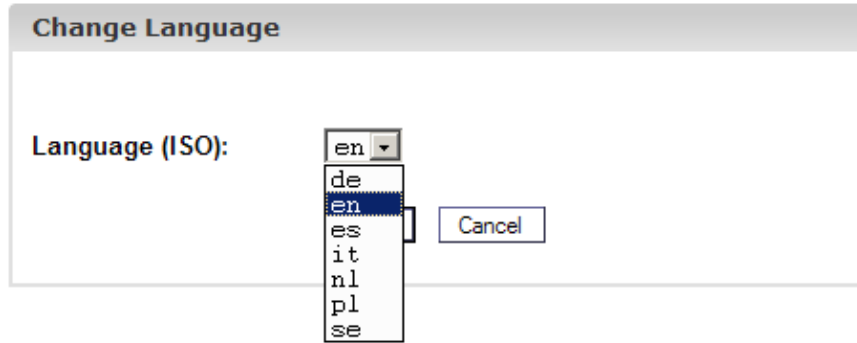 Change Language
Language (ISO):
en
de
en
es
Cancel
it
nl
pl
se